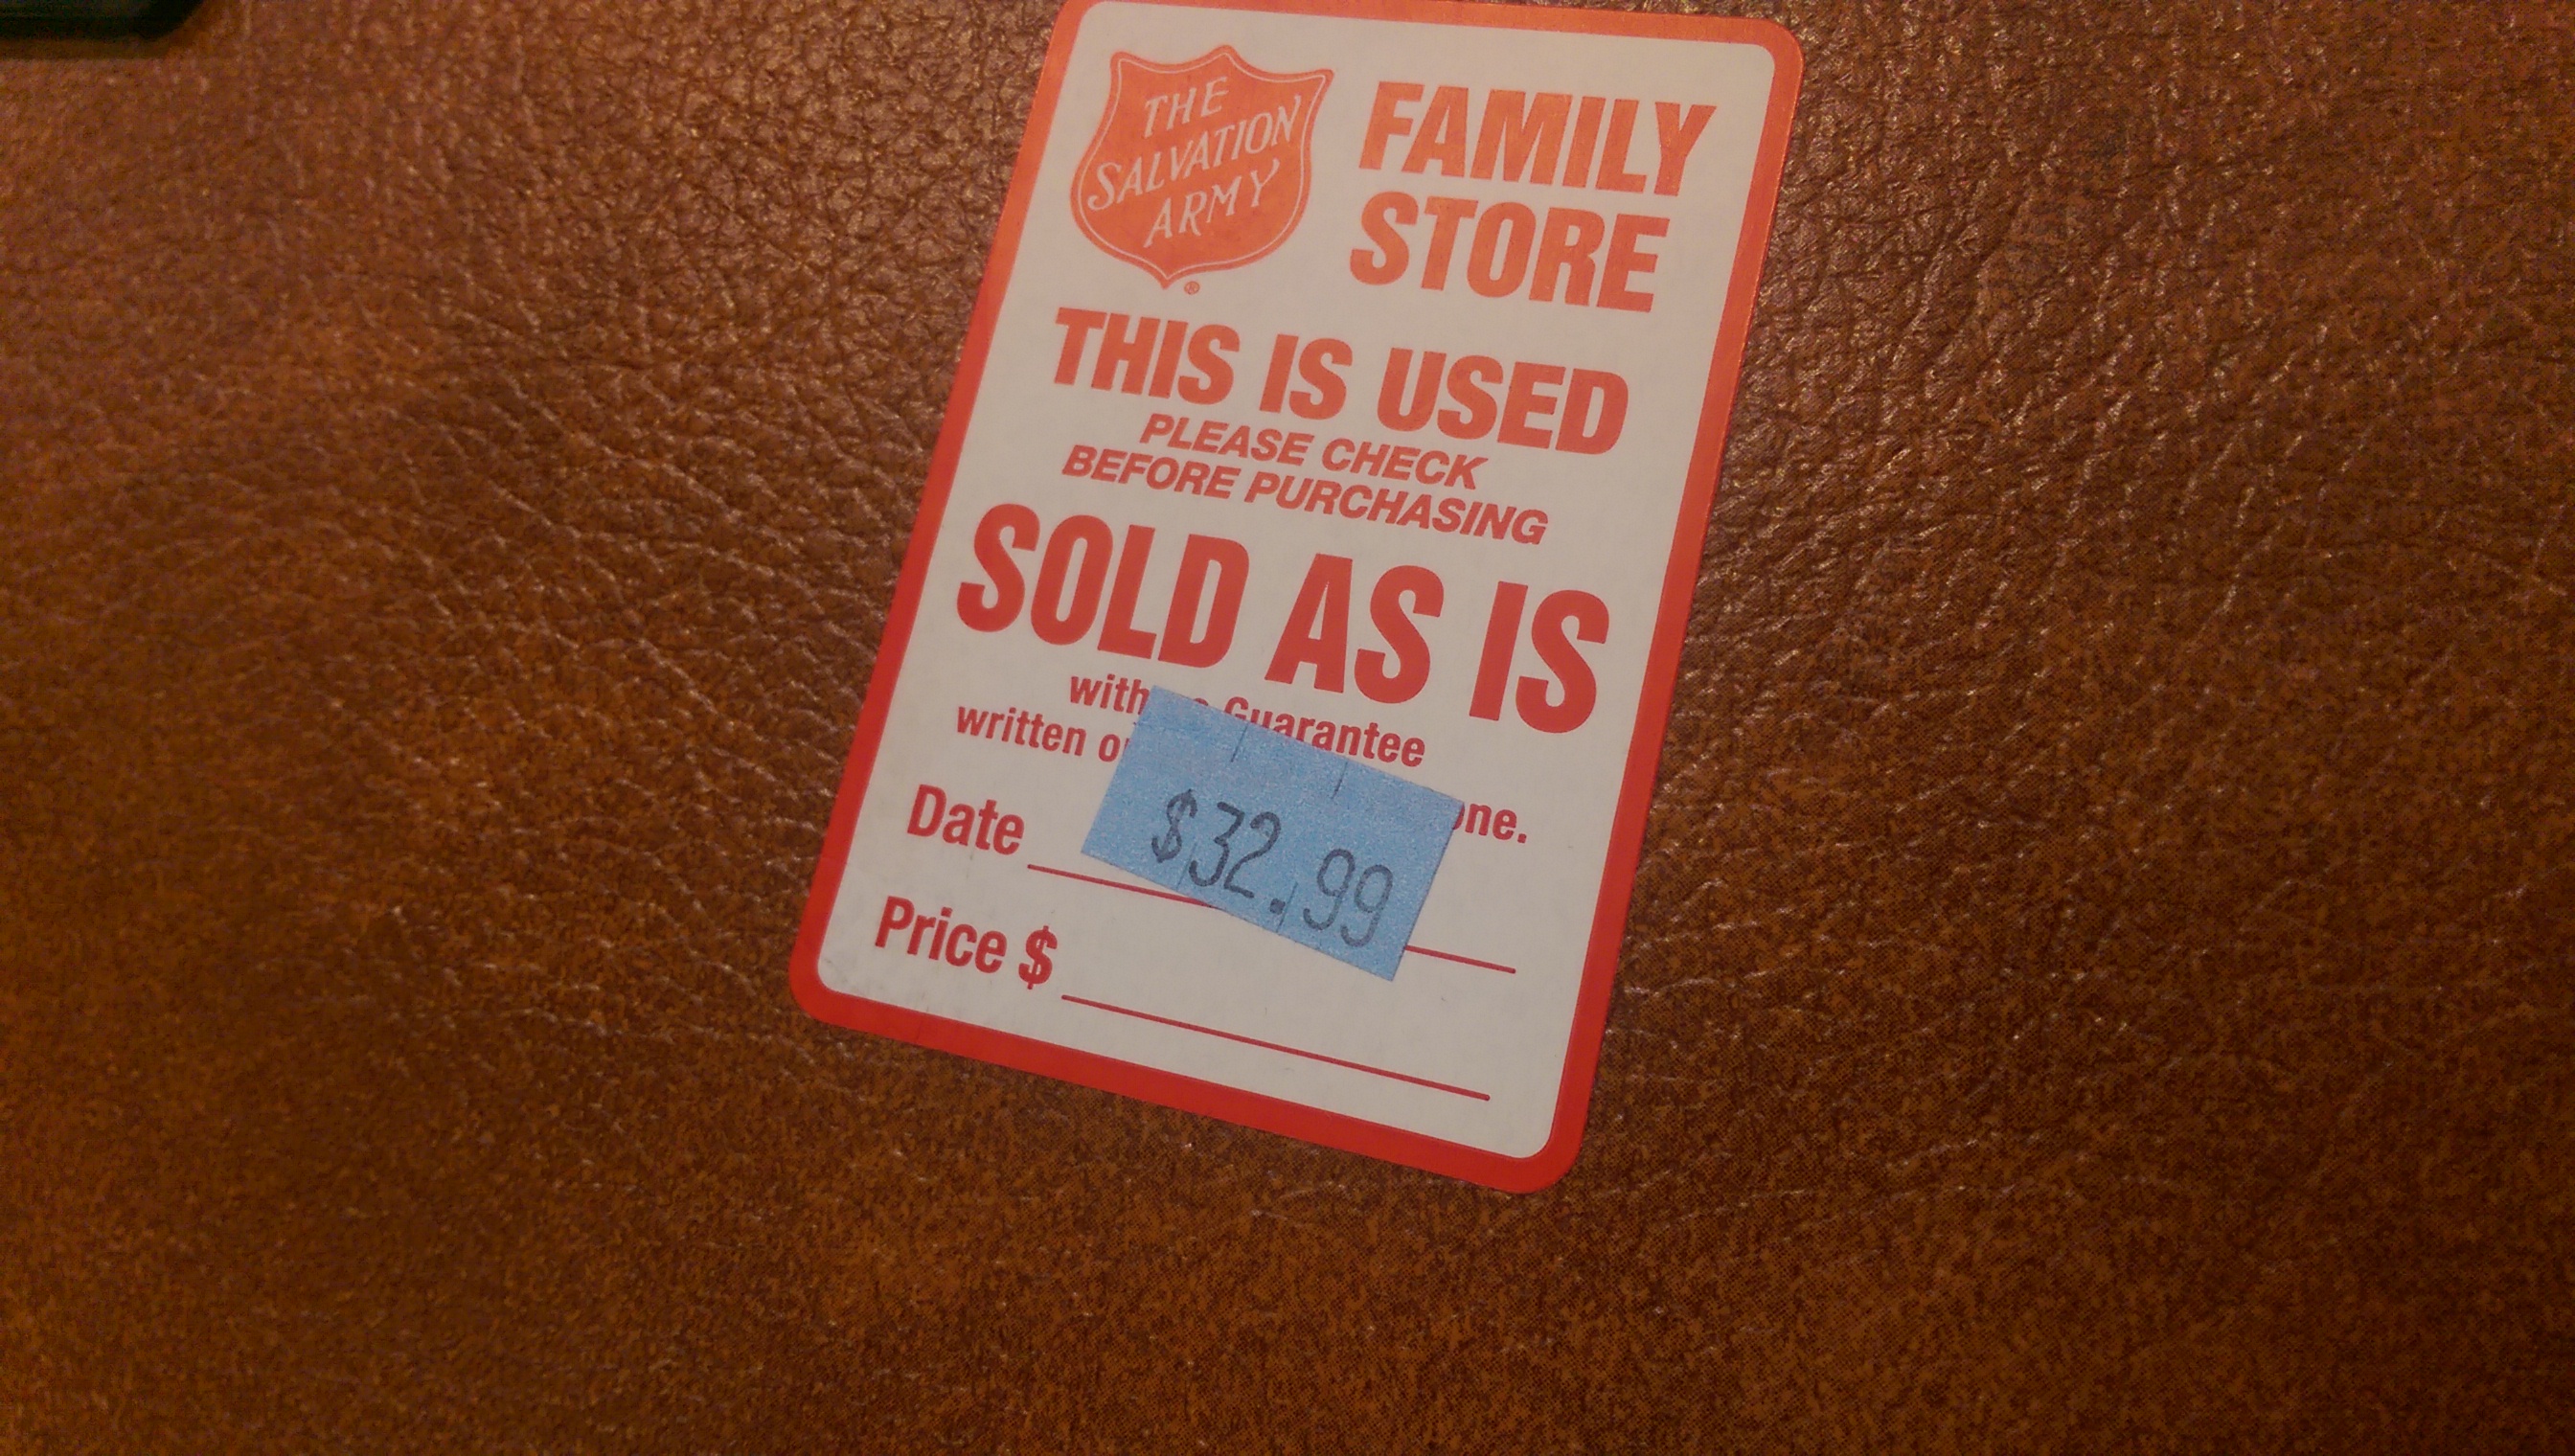 THE
SALVATION
ARMY
®
FAMILY
STORE
THIS IS USED
PLEASE CHECK
BEFORE PURCHASING
SOLD AS IS
with Guarantee
written
Date
$32.99
Price $